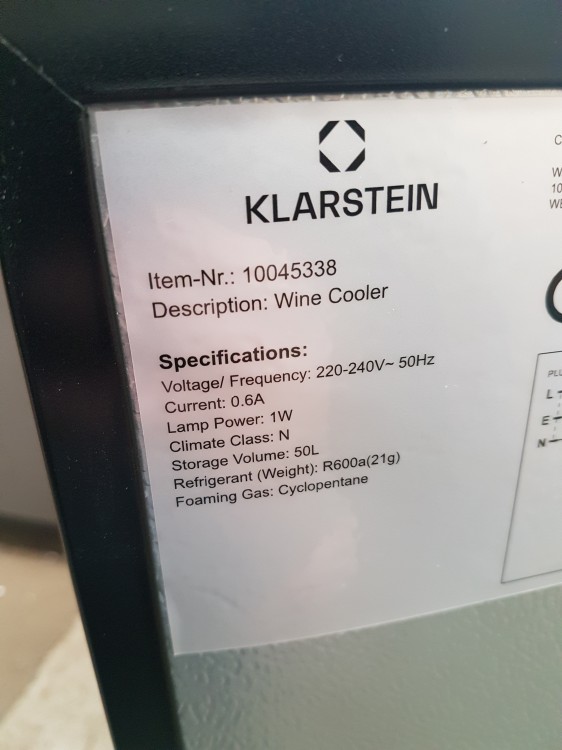 KLARSTEIN
Item-Nr.: 10045338
Description: Wine Cooler
Specifications:
Voltage/ Frequency: 220-240V~ 50Hz
Current: 0.6A
Lamp Power: 1W
Climate Class: N
Storage Volume: 50L
Refrigerant (Weight): R600a(21g)
Foaming Gas: Cyclopentane
L
E
N